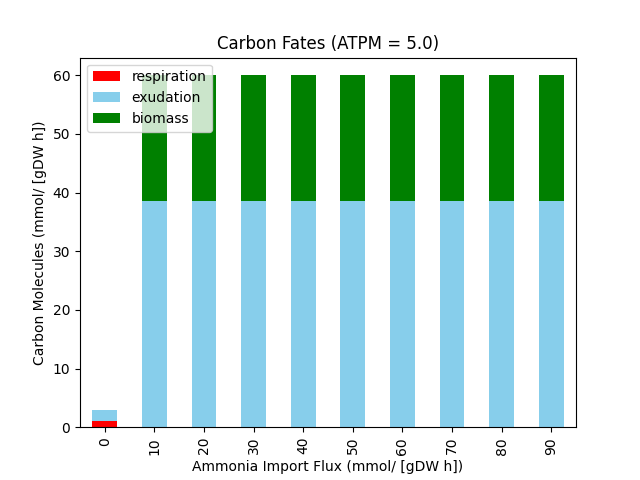 Carbon Fates (ATPM = 5.0)
respiration
exudation
biomass
Carbon Molecules (mmol/ [gDW h])
60
50
40
30
20
10
0
0 10 20 30 40 50 60 70 80 90
Ammonia Import Flux (mmol/ [gDW h])